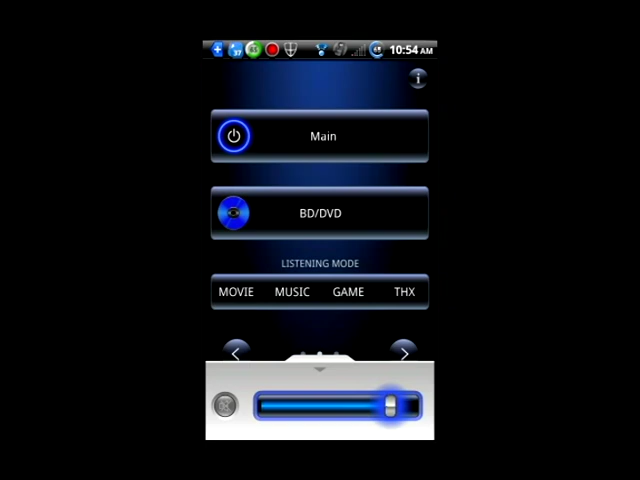 10:54 AM
Main
BD/DVD
LISTENING MODE
MOVIE MUSIC GAME THX